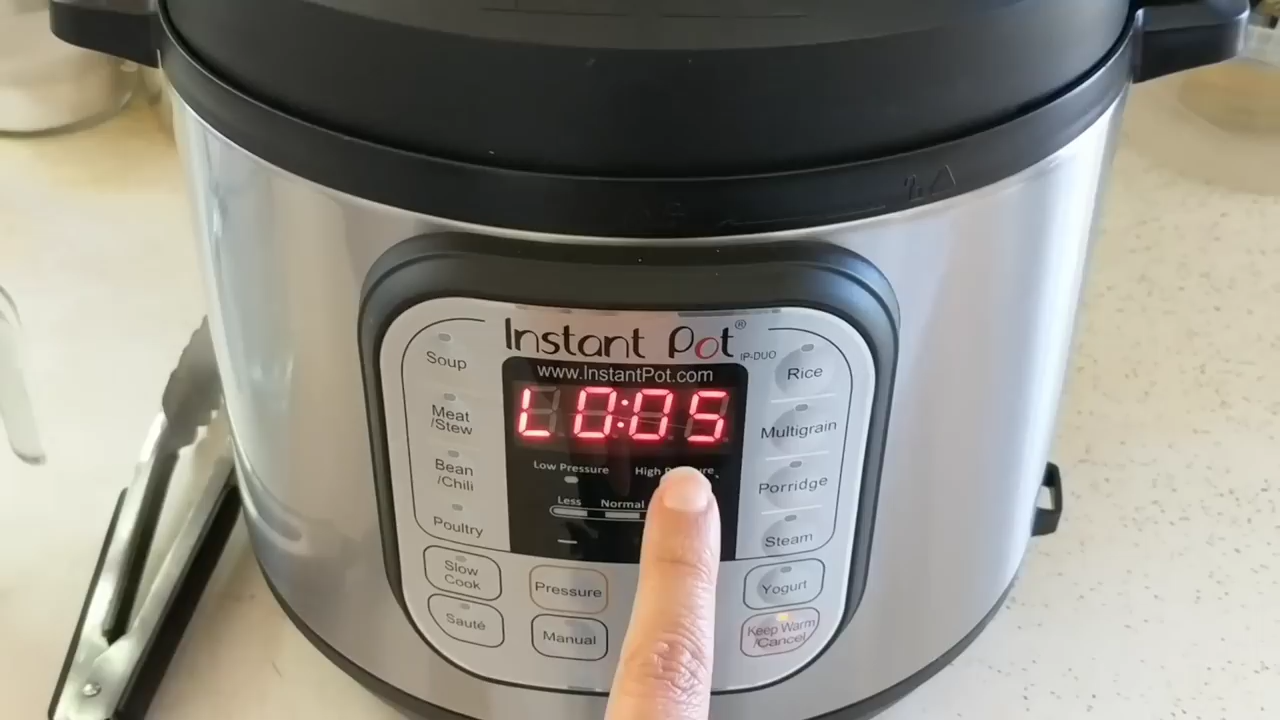 Instant Pot®
IP-DUO
www.InstantPot.com
L0:05
Low Pressure
Less
Normal
Soup
Meat
/Stew
Bean
/Chili
Poultry
Slow
Cook
Sauté
Pressure
Manual
Rice
Multigrain
Porridge
Steam
Yogurt
Keep Warm
/Cancel